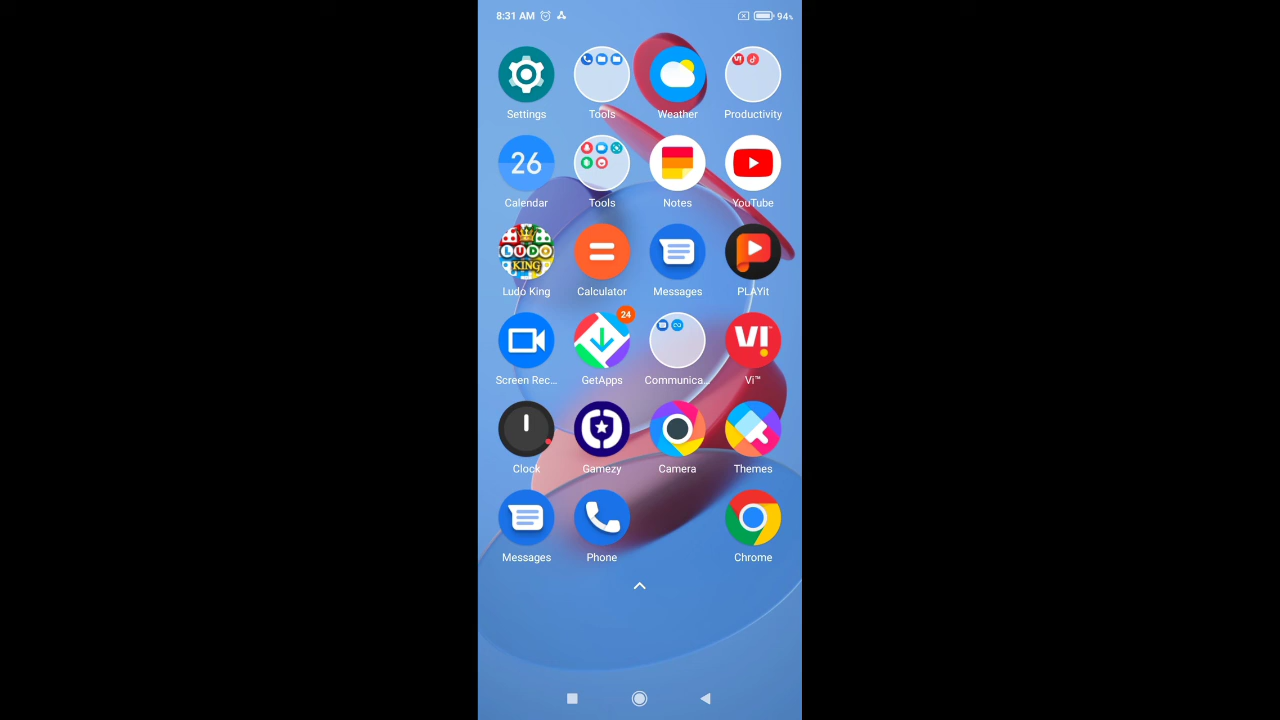 8:31 AM 94%
Settings Tools Weather Productivity
26
Calendar Tools Notes YouTube
LUDO
KING
Ludo King Calculator Messages PLAYit
24
VI
Screen Rec... GetApps Communica... Vi™
Clock Gamezy Camera Themes
Messages Phone Chrome